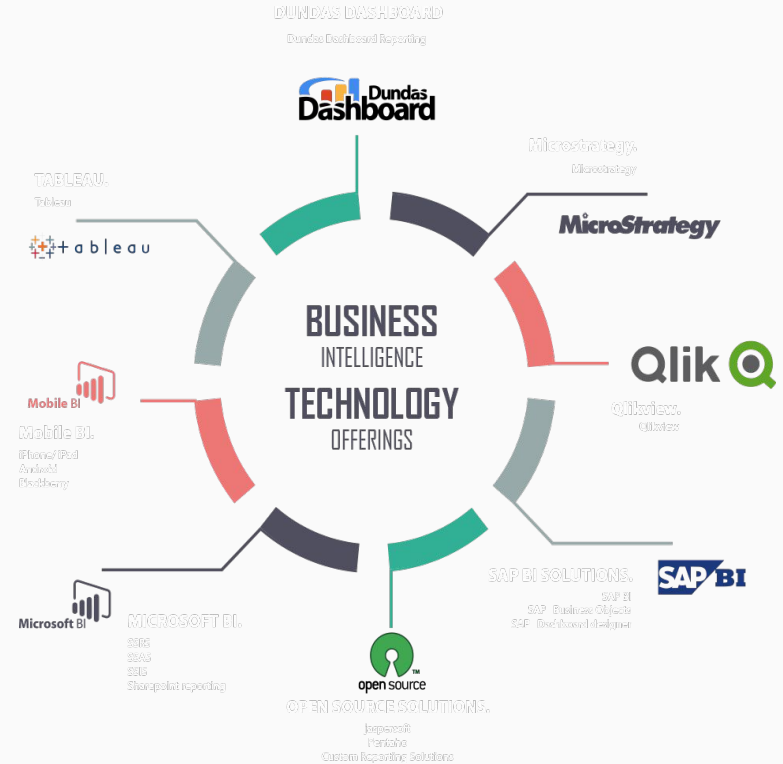 DUNDAS DASHBOARD
Dundas Dashboard Reporting
Dundas
Dashboard
Microstrategy.
Microstrategy
MicroStrategy
TABLEAU.
Tableau
+ableau
BUSINESS
INTELLIGENCE
TECHNOLOGY
OFFERINGS
Qlik
Qlikview.
Qlikview
Mobile BI
Mobile BI.
iPhone/ iPad
Android
Blackberry
SAP BI SOLUTIONS.
SAP BI
SAP Business Objects
SAP Dashboard designer
SAP BI
Microsoft BI
MICROSOFT BI.
SSRS
SSAS
SSIS
Sharepoint reporting
TM
open source
OPEN SOURCE SOLUTIONS.
Jaspersoft
Pentaho
Custom Reporting Solutions